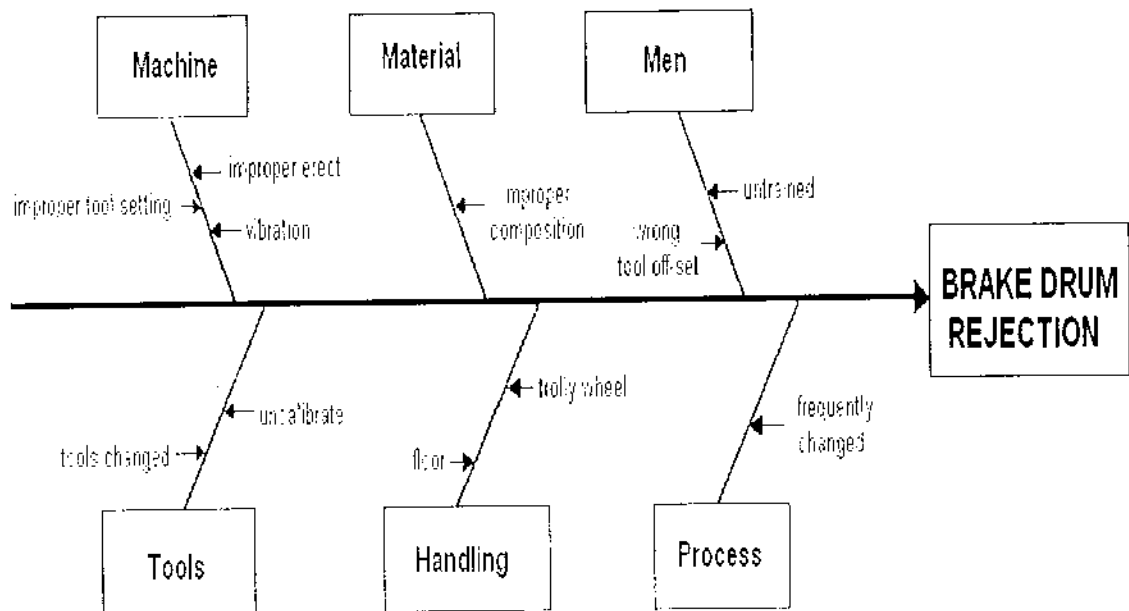 Machine
Material
Men
improper erect
improper tool setting
vibration
improper
composition
untrained
wrong
tool off-set
BRAKE DRUM
REJECTION
uncalibrate
tools changed
trolly wheel
floor
frequently
changed
Tools
Handling
Process